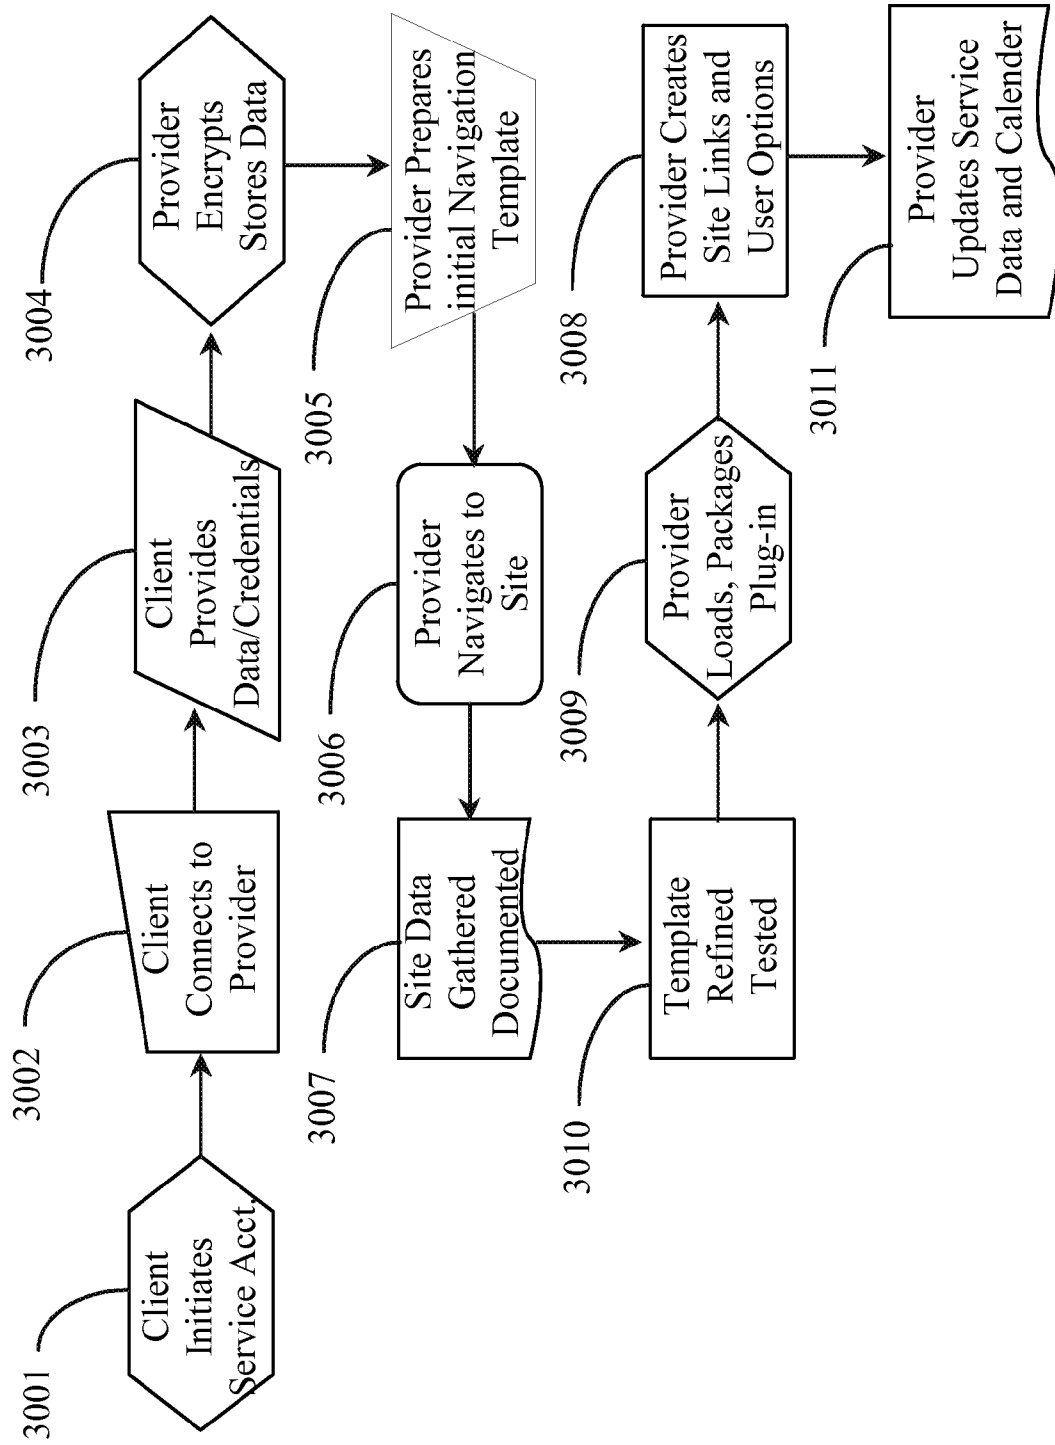 3001
Client
Initiates
Service Acct.
3002
Client
Connects to
Provider
3003
Client
Provides
Data/Credentials
3004
Provider
Encrypts
Stores Data
3005
Provider Prepares
initial Navigation
Template
3006
Provider
Navigates to
Site
3007
Site Data
Gathered
Documented
3010
Template
Refined
Tested
3009
Provider
Loads, Packages
Plug-in
3008
Provider Creates
Site Links and
User Options
3011
Provider
Updates Service
Data and Calender